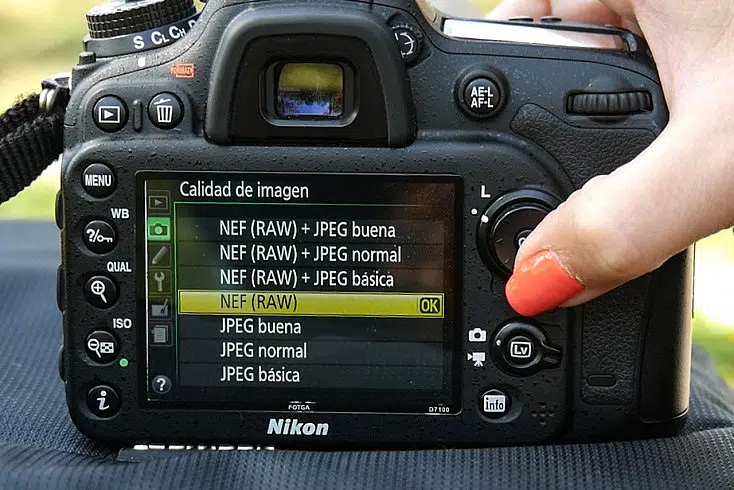 S CL CH
FORMAT
AE-L
AF-L
MENU
WB
?/
QUAL
ISO
i
L
Calidad de imagen
NEF (RAW) + JPEG buena
NEF (RAW) + JPEG normal
NEF (RAW) + JPEG básica
NEF (RAW) OK
JPEG buena
JPEG normal
JPEG básica
?
Lv
info
FOTGA D7100
Nikon